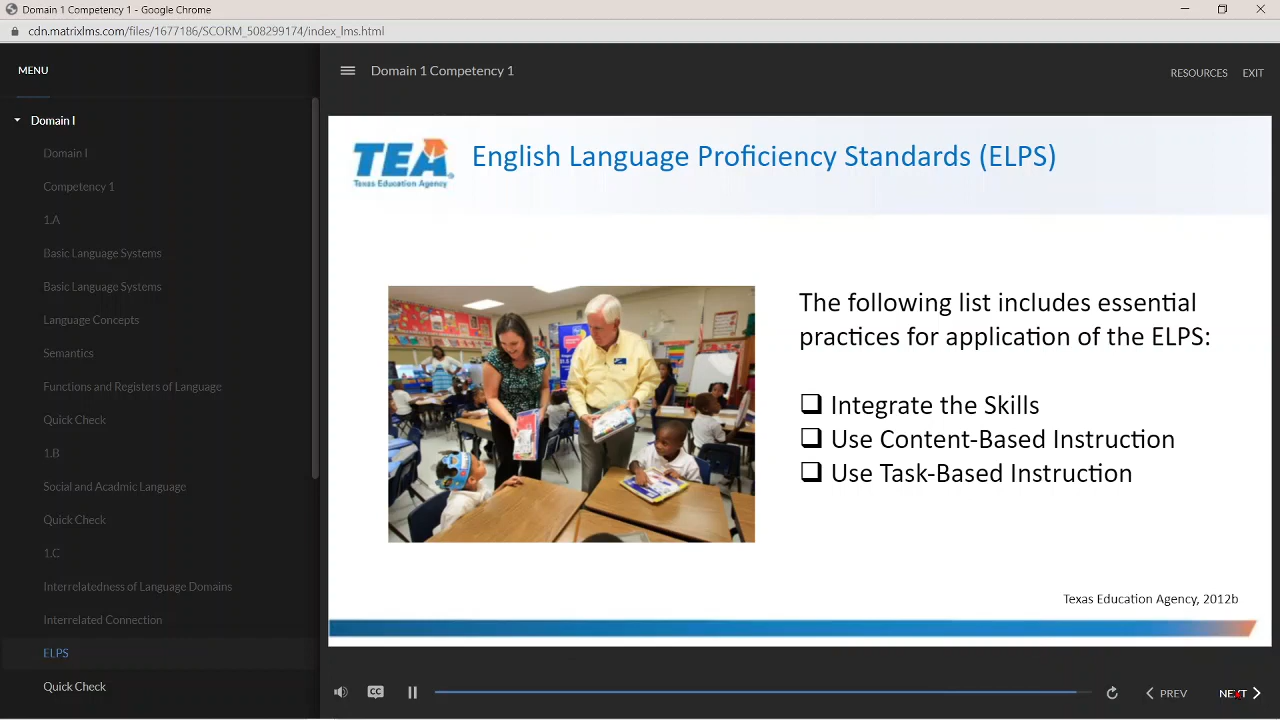 Domain 1 Competency 1 - Google Chrome
cdn.matrixlms.com/files/1677186/SCORM_508299174/index_lms.html
MENU
Domain I
Domain I
Competency 1
1.A
Basic Language Systems
Basic Language Systems
Language Concepts
Semantics
Functions and Registers of Language
Quick Check
1.B
Social and Acadmic Language
Quick Check
1.C
Interrelatedness of Language Domains
Interrelated Connection
ELPS
Quick Check
Domain 1 Competency 1
RESOURCES EXIT
TEA
Texas Education Agency
English Language Proficiency Standards (ELPS)
The following list includes essential
practices for application of the ELPS:
Integrate the Skills
Use Content-Based Instruction
Use Task-Based Instruction
Texas Education Agency, 2012b
CC
PREV
NEXT